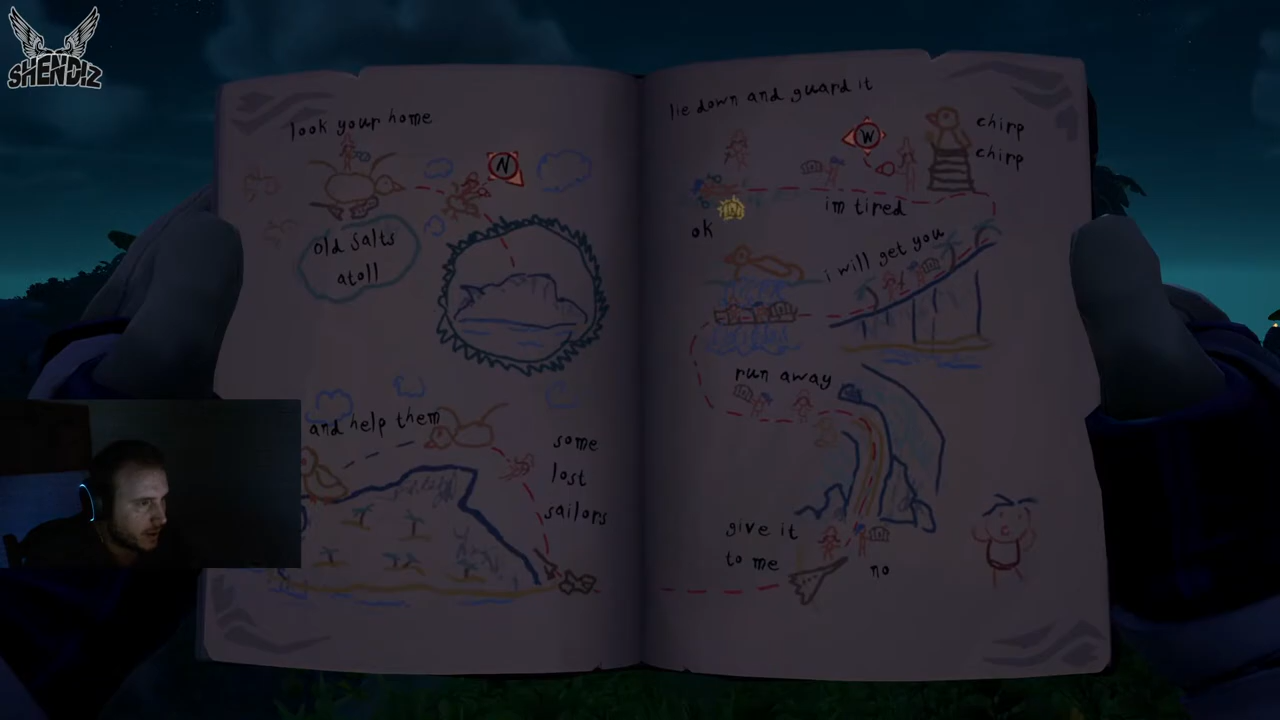 SHENDIZ
look your home
N
old salts
atoll
and help them
some
lost
sailors
lie down and guard it
W
chirp
chirp
im tired
ok
i will get you
run away
give it
to me
no